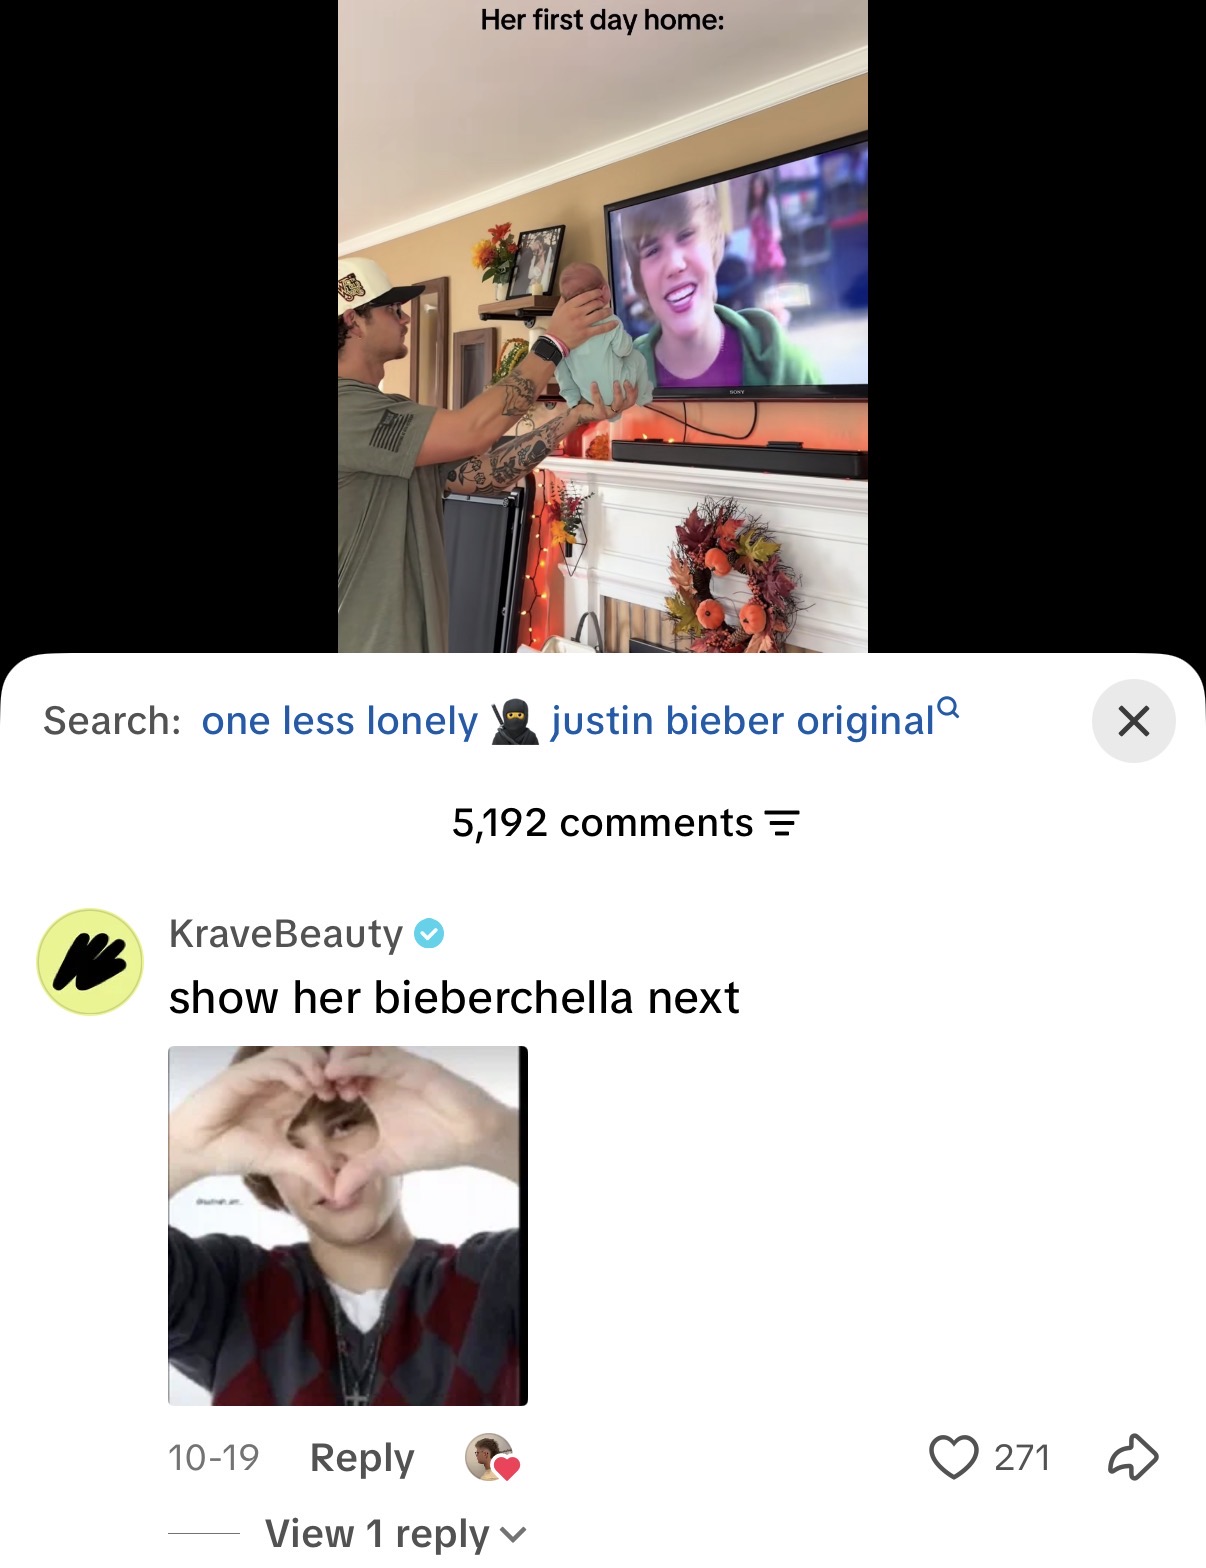 Her first day home:
SONY
Search: one less lonely 🥷 justin bieber original
5,192 comments
KraveBeauty
show her bieberchella next
10-19 Reply 271
View 1 reply